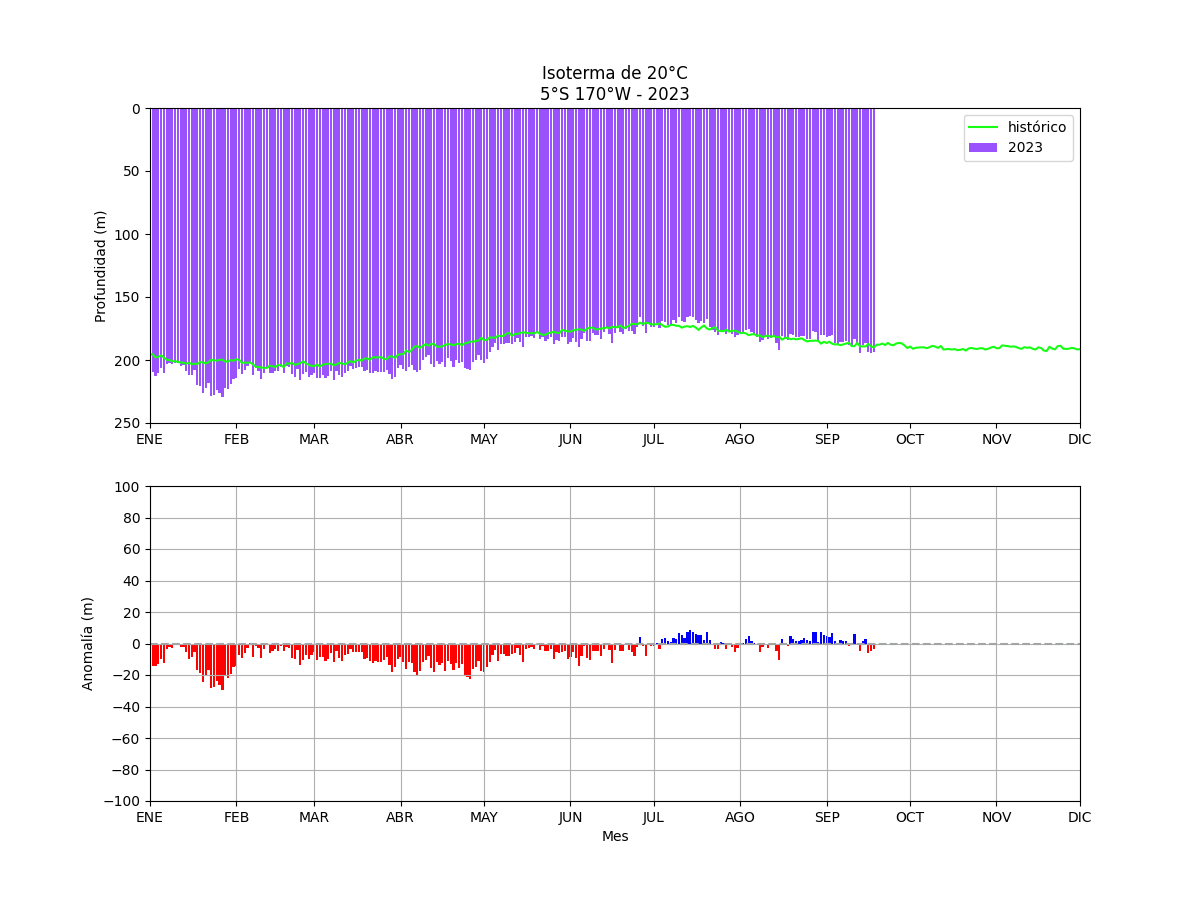 Isoterma de 20°C
5°S 170°W - 2023
histórico
2023
Profundidad (m)
0
50
100
150
200
250
ENE FEB MAR ABR MAY JUN JUL AGO SEP OCT NOV DIC
Anomalía (m)
100
80
60
40
20
0
−20
−40
−60
−80
−100
ENE FEB MAR ABR MAY JUN JUL AGO SEP OCT NOV DIC
Mes